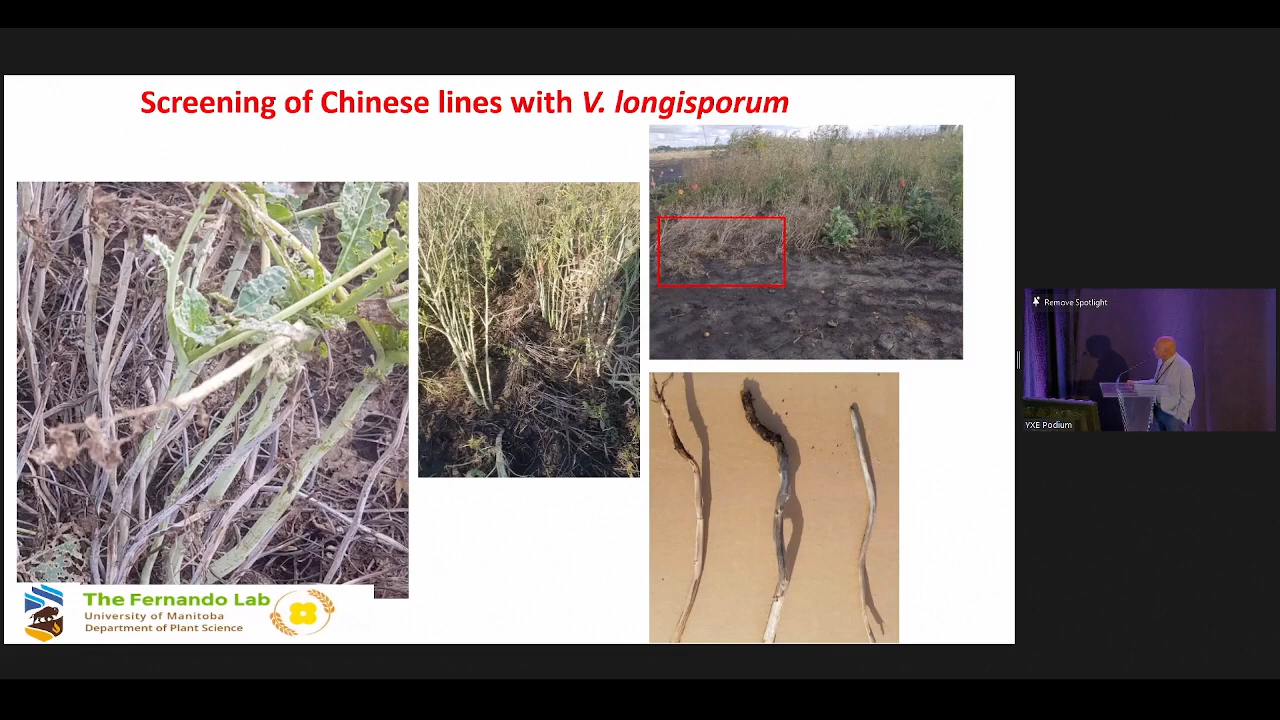 Screening of Chinese lines with V. longisporum
Remove Spotlight
YXE Podium
The Fernando Lab
University of Manitoba
Department of Plant Science